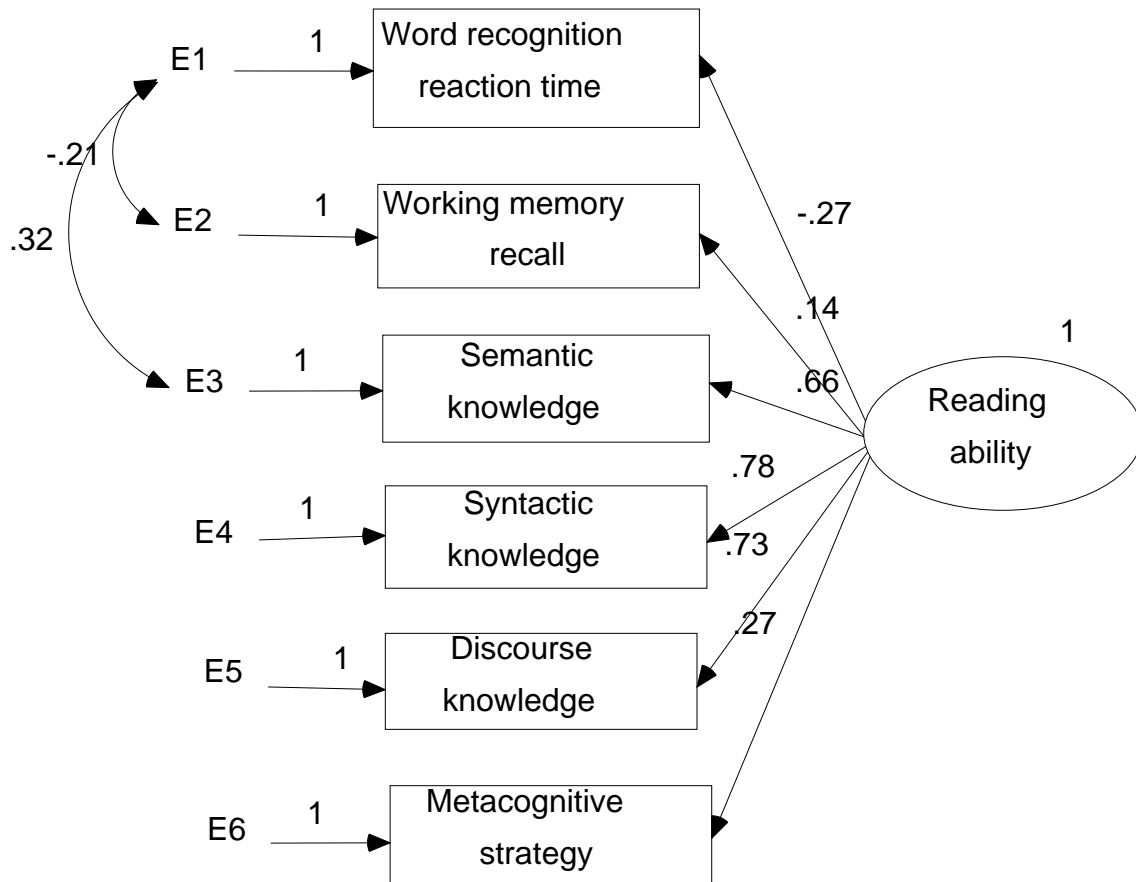 1
Word recognition
reaction time
E1
-.21
.32
1
Working memory
recall
E2
-.27
.14
1
Semantic
knowledge
E3
.66
1
Reading
ability
.78
1
Syntactic
knowledge
E4
.73
.27
1
Discourse
knowledge
E5
1
Metacognitive
strategy
E6